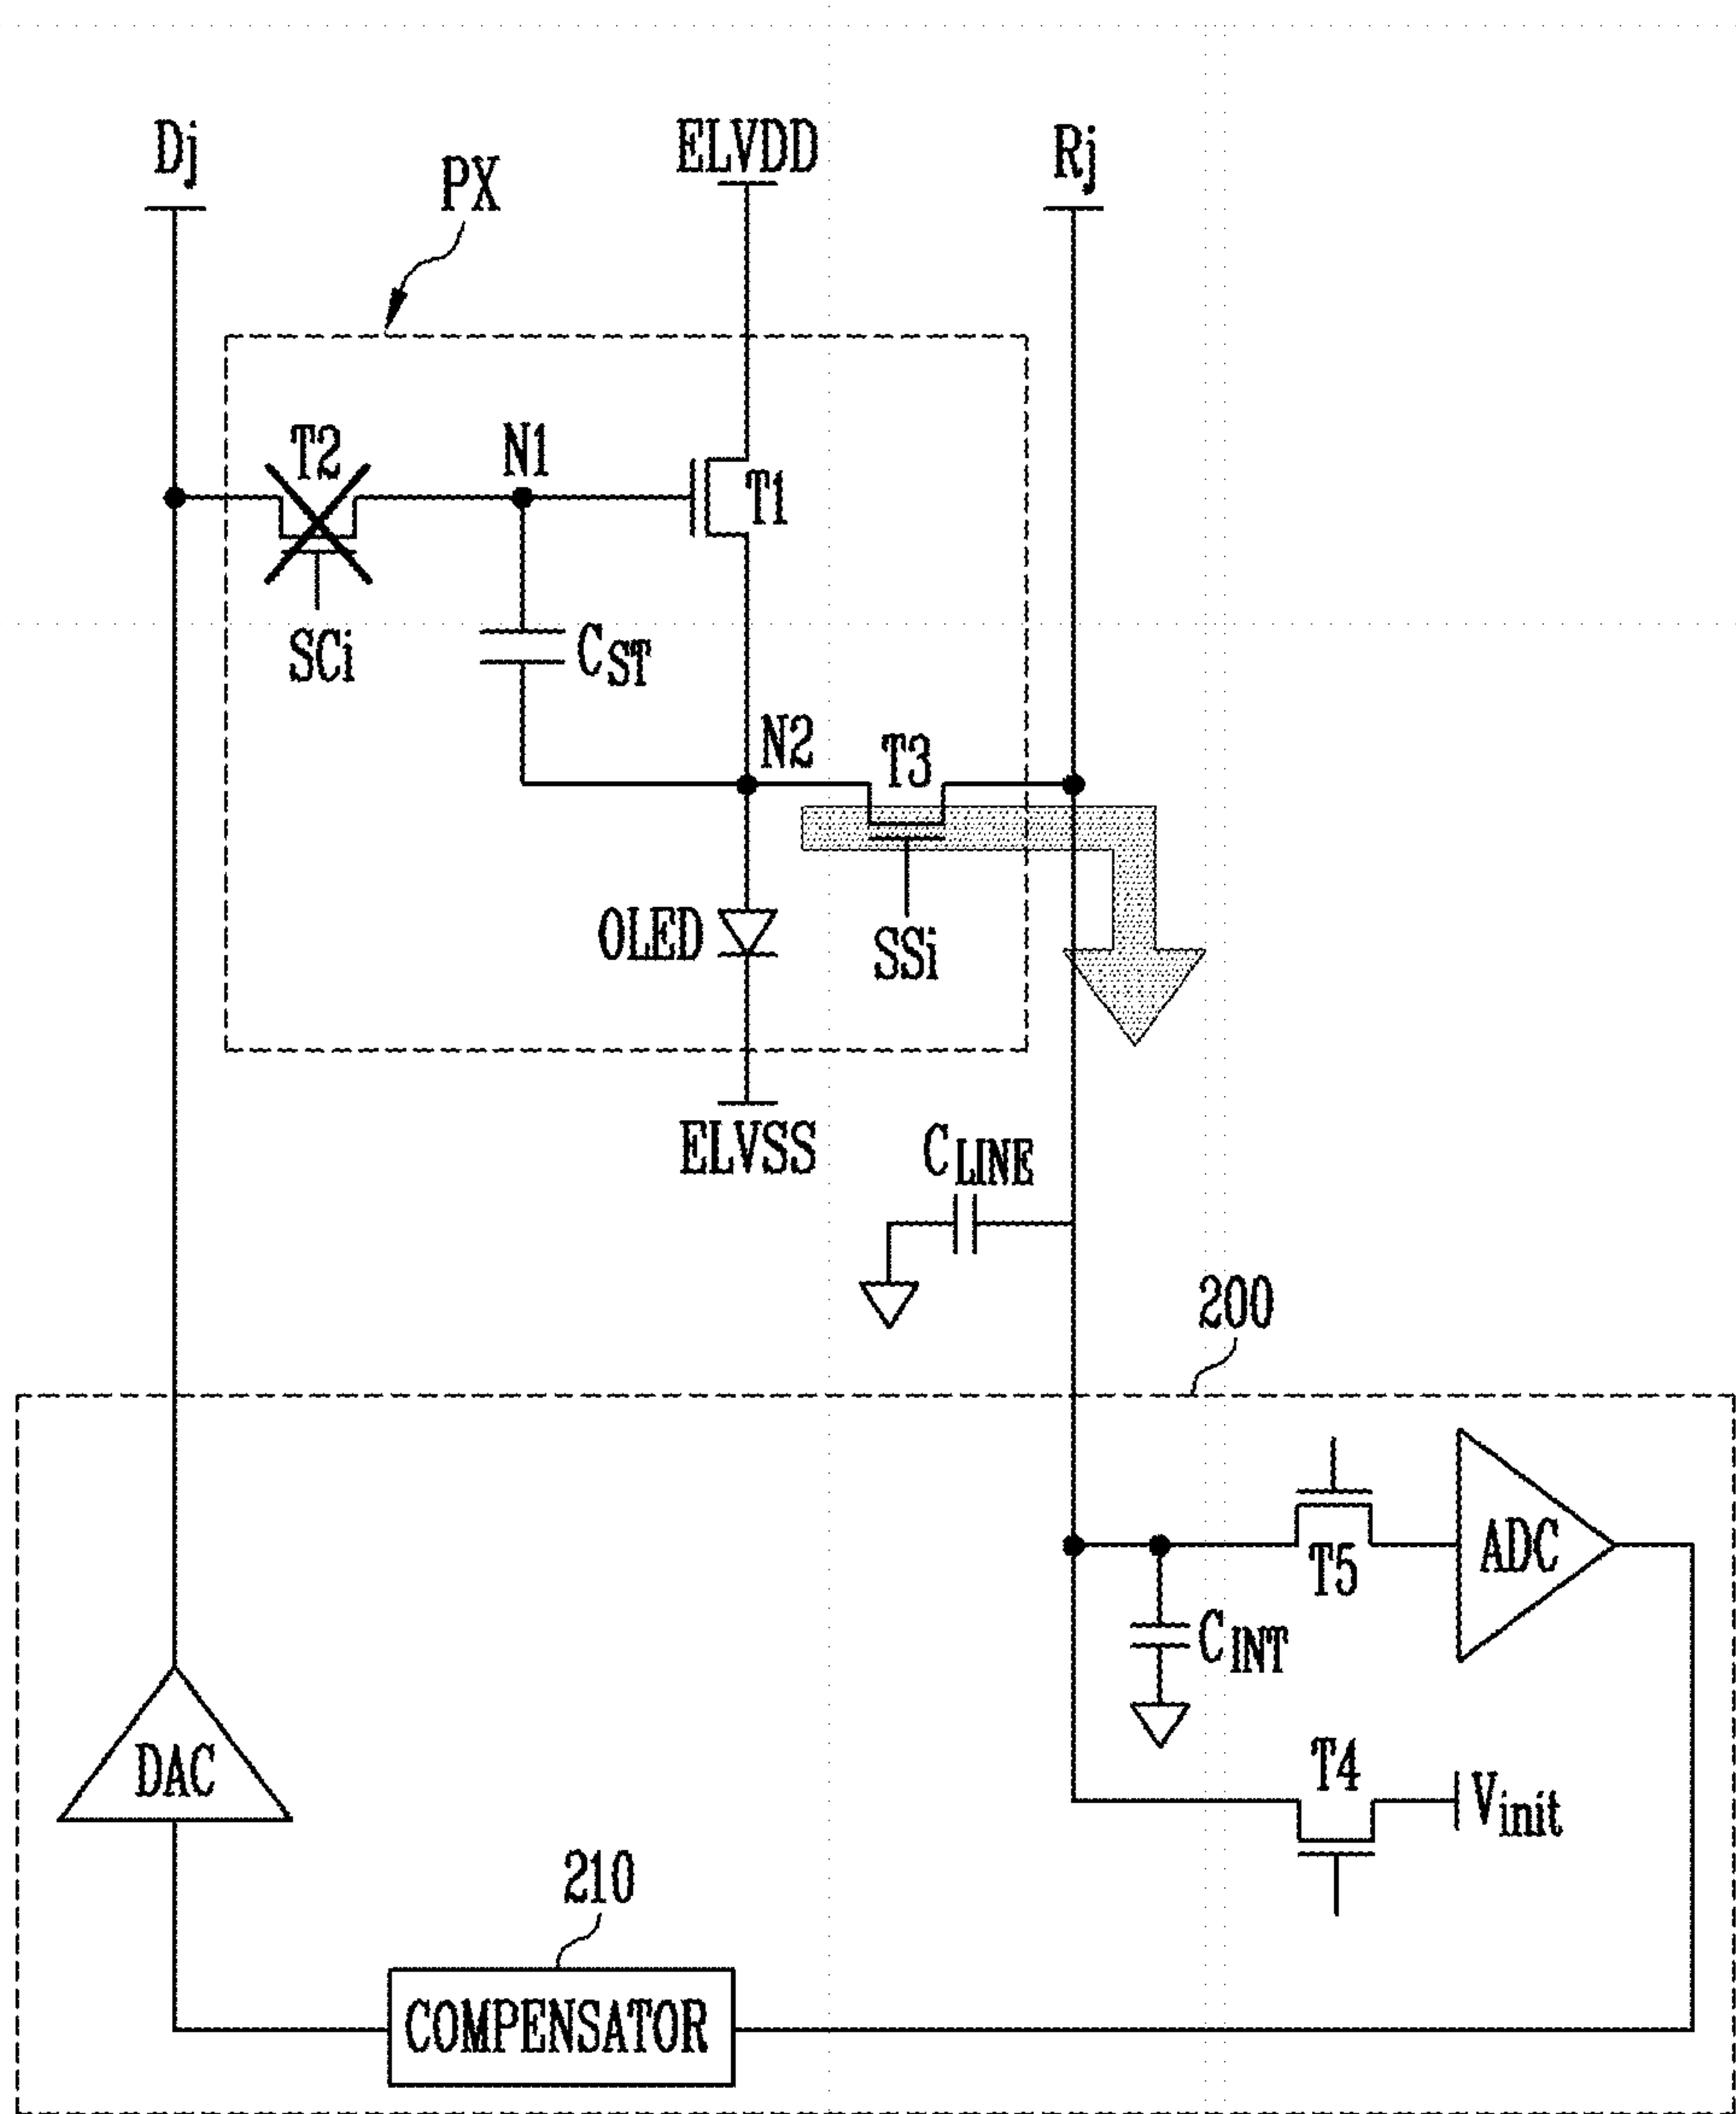 Dj
ELVDD
Rj
PX
T2
N1
T1
SCi
CST
N2
T3
OLED
SSi
ELVSS
CLINE
200
ADC
T5
CINT
DAC
T4
Vinit
210
COMPENSATOR